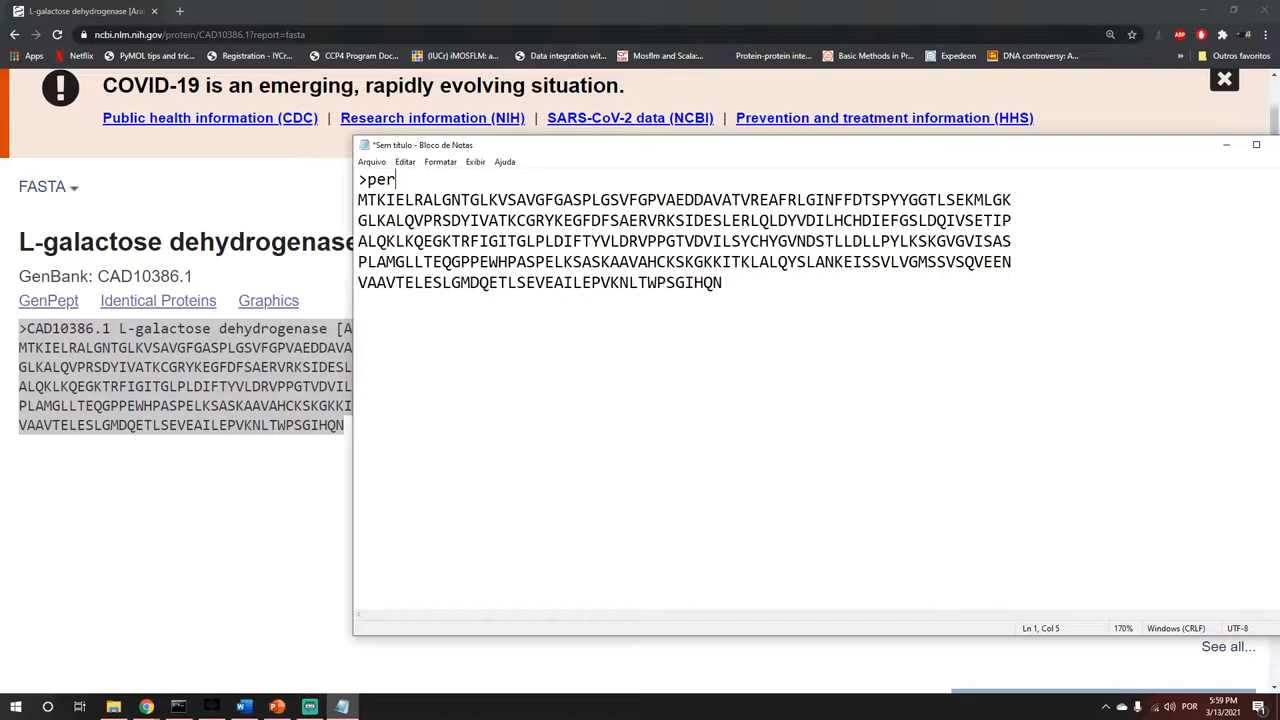 L-galactose dehydrogenase [Ara
ncbi.nlm.nih.gov/protein/CAD10386.1?report=fasta
Apps Netflix PyMOL tips and tric... Registration - IYCr... CCP4 Program Doc... (IUCr) iMOSFLM:... Data integration wit... Mosflm and Scala:... Protein-protein inte... Basic Methods in Pr... Expedeon DNA controversy: A... » Outros favoritos
COVID-19 is an emerging, rapidly evolving situation.
Public health information (CDC) | Research information (NIH) | SARS-CoV-2 data (NCBI) | Prevention and treatment information (HHS)
*Sem título - Bloco de Notas
Arquivo Editar Formatar Exibir Ajuda
>per
MTKIELRALGNTGLKVSAVGFGASPLGSVFGPVAEDDAVATVREAFRLGINFFDTSPYYGGTLSEKMLGK
GLKALQVPRSDYIVATKCGRYKEGFDFSAERVRKSIDESLERLQLDYVDILHCHDIEFGSLDQIVSETIP
ALQKLKQEGKTRFIGITGLPLDIFTYVLDRVPPGTVDVILSYCHYGVNDSTLLDLLPYLKSKGVGVISAS
PLAMGLLTEQGPPEWHPASPELKSASKAAVAHCKSKGKKITKLALQYSLANKEISSVLVGMSSVSQVEEN
VAAVTELESLGMDQETLSEVEAILEPVKNLTWPSGIHQN
FASTA
L-galactose dehydrogenase
GenBank: CAD10386.1
GenPept Identical Proteins Graphics
>CAD10386.1 L-galactose dehydrogenase [A
MTKIELRALGNTGLKVSAVGFGASPLGSVFGPVAEDDAVA
GLKALQVPRSDYIVATKCGRYKEGFDFSAERVRKSIDESL
ALQKLKQEGKTRFIGITGLPLDIFTYVLDRVPPGTVDVIL
PLAMGLLTEQGPPEWHPASPELKSASKAAVAHCKSKGKKI
VAAVTELESLGMDQETLSEVEAILEPVKNLTWPSGIHQN
Ln 1, Col 5 170% Windows (CRLF) UTF-8
See all...
POR 5:59 PM
3/13/2021